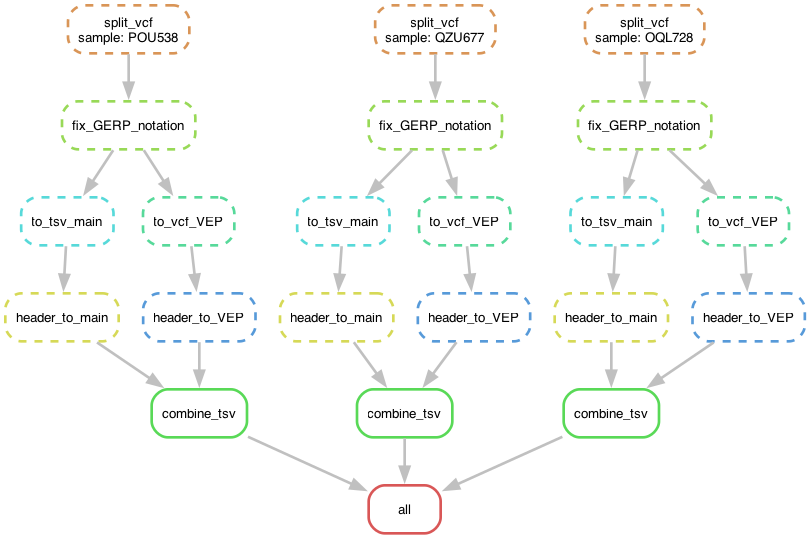 split_vcf
sample: POU538
split_vcf
sample: QZU677
split_vcf
sample: OQL728
fix_GERP_notation
fix_GERP_notation
fix_GERP_notation
to_tsv_main
to_vcf_VEP
to_tsv_main
to_vcf_VEP
to_tsv_main
to_vcf_VEP
header_to_main
header_to_VEP
header_to_main
header_to_VEP
header_to_main
header_to_VEP
combine_tsv
combine_tsv
combine_tsv
all